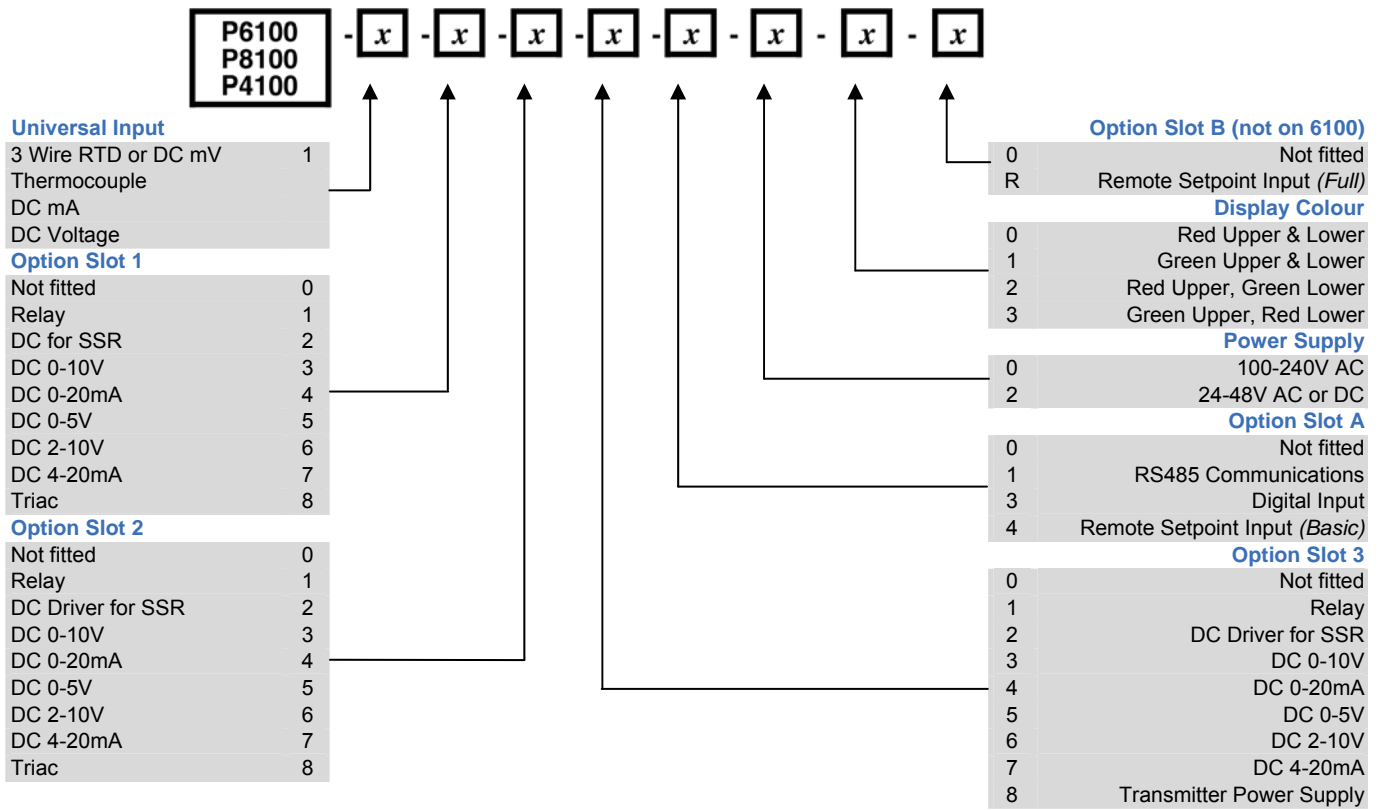 P6100
P8100
P4100
- x - x - x - x - x - x - x - x
Universal Input
3 Wire RTD or DC mV 1
Thermocouple
DC mA
DC Voltage
Option Slot 1
Not fitted 0
Relay 1
DC for SSR 2
DC 0-10V 3
DC 0-20mA 4
DC 0-5V 5
DC 2-10V 6
DC 4-20mA 7
Triac 8
Option Slot 2
Not fitted 0
Relay 1
DC Driver for SSR 2
DC 0-10V 3
DC 0-20mA 4
DC 0-5V 5
DC 2-10V 6
DC 4-20mA 7
Triac 8
Option Slot B (not on 6100)
0 Not fitted
R Remote Setpoint Input (Full)
Display Colour
0 Red Upper & Lower
1 Green Upper & Lower
2 Red Upper, Green Lower
3 Green Upper, Red Lower
Power Supply
0 100-240V AC
2 24-48V AC or DC
Option Slot A
0 Not fitted
1 RS485 Communications
3 Digital Input
4 Remote Setpoint Input (Basic)
Option Slot 3
0 Not fitted
1 Relay
2 DC Driver for SSR
3 DC 0-10V
4 DC 0-20mA
5 DC 0-5V
6 DC 2-10V
7 DC 4-20mA
8 Transmitter Power Supply